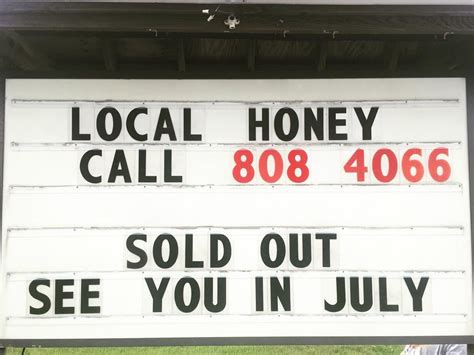 LOCAL HONEY
CALL 808 4066
SOLD OUT
SEE YOU IN JULY